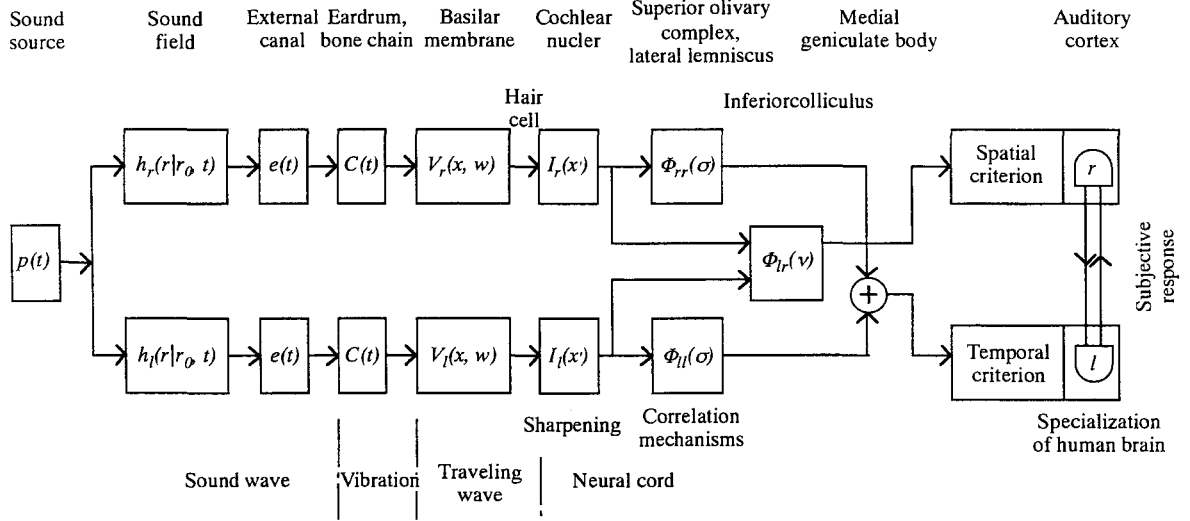 Sound
source
Sound
field
External
canal
Eardrum,
bone chain
Basilar
membrane
Cochlear
nucler
Superior olivary
complex,
lateral lemniscus
Medial
geniculate body
Auditory
cortex
Hair
cell
Inferiorcolliculus
p(t)
h_r(r|r_0, t)
e(t)
C(t)
V_r(x, w)
I_r(x')
Φ_rr(σ)
Spatial
criterion
r
Φ_lr(ν)
+
Subjective
response
h_l(r|r_0, t)
e(t)
C(t)
V_l(x, w)
I_l(x')
Φ_ll(σ)
Temporal
criterion
l
Sharpening
Correlation
mechanisms
Specialization
of human brain
Sound wave
Vibration
Traveling
wave
Neural cord